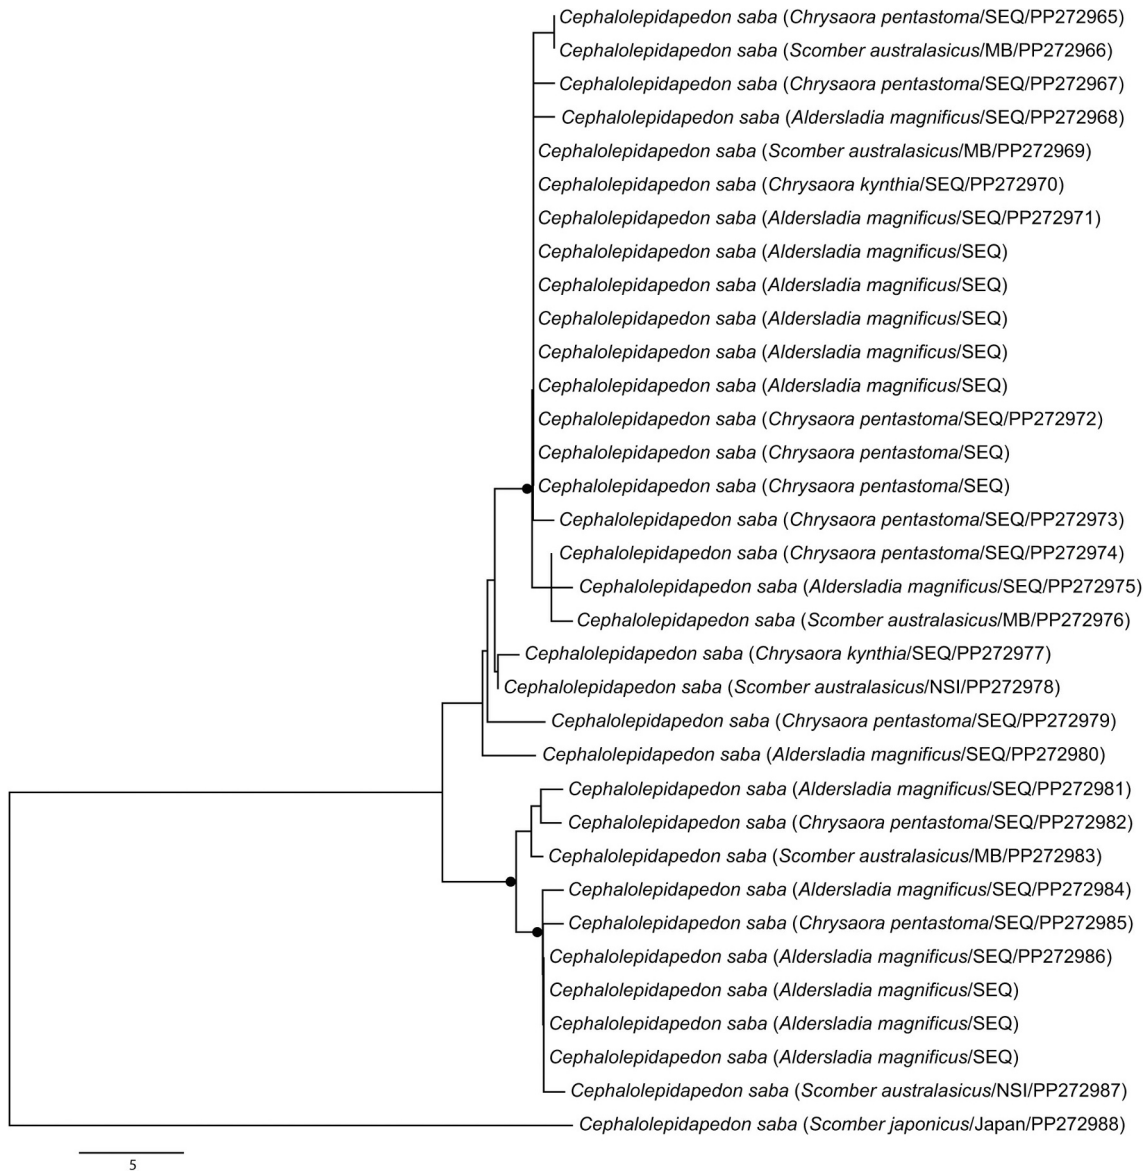 Cephalolepidapedon saba (Chrysaora pentastoma/SEQ/PP272965)
Cephalolepidapedon saba (Scomber australasicus/MB/PP272966)
Cephalolepidapedon saba (Chrysaora pentastoma/SEQ/PP272967)
Cephalolepidapedon saba (Aldersladia magnificus/SEQ/PP272968)
Cephalolepidapedon saba (Scomber australasicus/MB/PP272969)
Cephalolepidapedon saba (Chrysaora kynthia/SEQ/PP272970)
Cephalolepidapedon saba (Aldersladia magnificus/SEQ/PP272971)
Cephalolepidapedon saba (Aldersladia magnificus/SEQ)
Cephalolepidapedon saba (Aldersladia magnificus/SEQ)
Cephalolepidapedon saba (Aldersladia magnificus/SEQ)
Cephalolepidapedon saba (Aldersladia magnificus/SEQ)
Cephalolepidapedon saba (Aldersladia magnificus/SEQ)
Cephalolepidapedon saba (Chrysaora pentastoma/SEQ/PP272972)
Cephalolepidapedon saba (Chrysaora pentastoma/SEQ)
Cephalolepidapedon saba (Chrysaora pentastoma/SEQ)
Cephalolepidapedon saba (Chrysaora pentastoma/SEQ/PP272973)
Cephalolepidapedon saba (Chrysaora pentastoma/SEQ/PP272974)
Cephalolepidapedon saba (Aldersladia magnificus/SEQ/PP272975)
Cephalolepidapedon saba (Scomber australasicus/MB/PP272976)
Cephalolepidapedon saba (Chrysaora kynthia/SEQ/PP272977)
Cephalolepidapedon saba (Scomber australasicus/NSI/PP272978)
Cephalolepidapedon saba (Chrysaora pentastoma/SEQ/PP272979)
Cephalolepidapedon saba (Aldersladia magnificus/SEQ/PP272980)
Cephalolepidapedon saba (Aldersladia magnificus/SEQ/PP272981)
Cephalolepidapedon saba (Chrysaora pentastoma/SEQ/PP272982)
Cephalolepidapedon saba (Scomber australasicus/MB/PP272983)
Cephalolepidapedon saba (Aldersladia magnificus/SEQ/PP272984)
Cephalolepidapedon saba (Chrysaora pentastoma/SEQ/PP272985)
Cephalolepidapedon saba (Aldersladia magnificus/SEQ/PP272986)
Cephalolepidapedon saba (Aldersladia magnificus/SEQ)
Cephalolepidapedon saba (Aldersladia magnificus/SEQ)
Cephalolepidapedon saba (Aldersladia magnificus/SEQ)
Cephalolepidapedon saba (Scomber australasicus/NSI/PP272987)
Cephalolepidapedon saba (Scomber japonicus/Japan/PP272988)
5